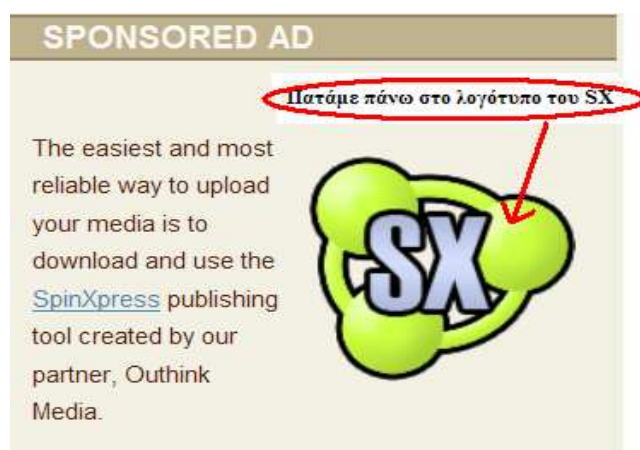 SPONSORED AD
Πατάμε πάνω στο λογότυπο του SX
The easiest and most
reliable way to upload
your media is to
download and use the
SpinXpress publishing
tool created by our
partner, Outhink
Media.
SX